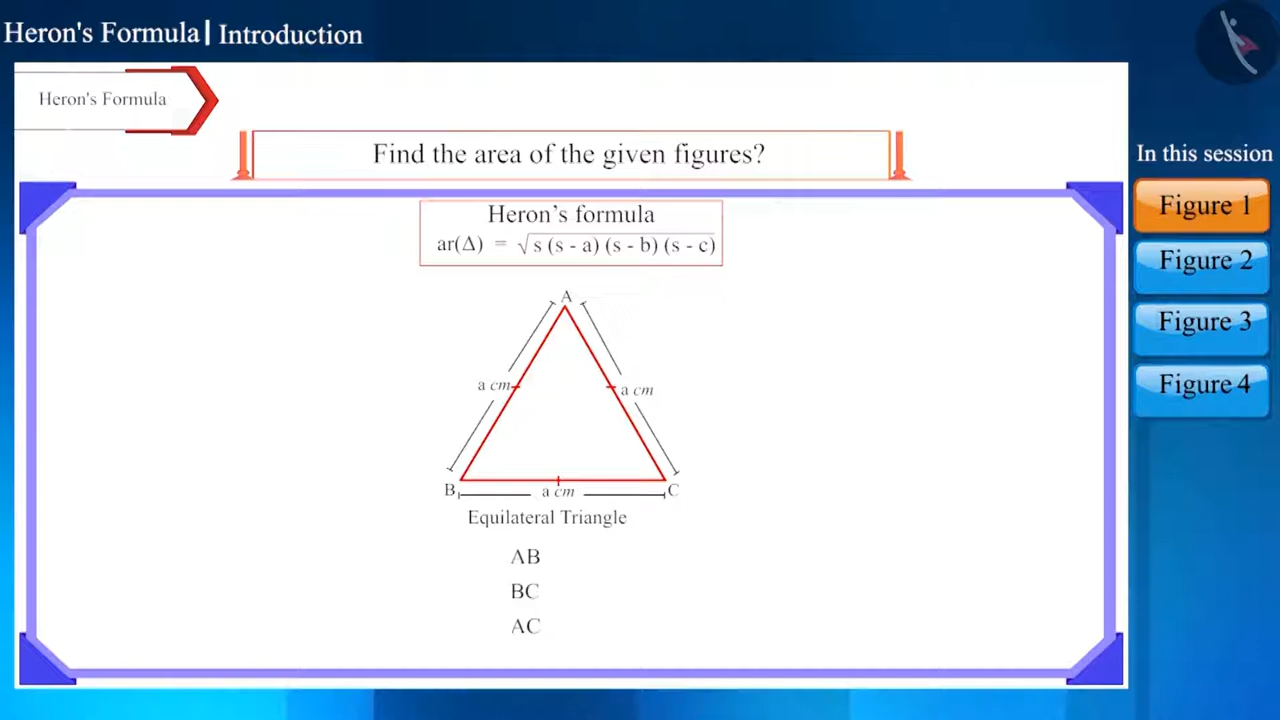 Heron's Formula | Introduction
Heron's Formula
Find the area of the given figures?
In this session
Figure 1
Figure 2
Figure 3
Figure 4
Heron’s formula
ar(Δ) = √s (s - a) (s - b) (s - c)
A
a cm
a cm
B
a cm
C
Equilateral Triangle
AB
BC
AC